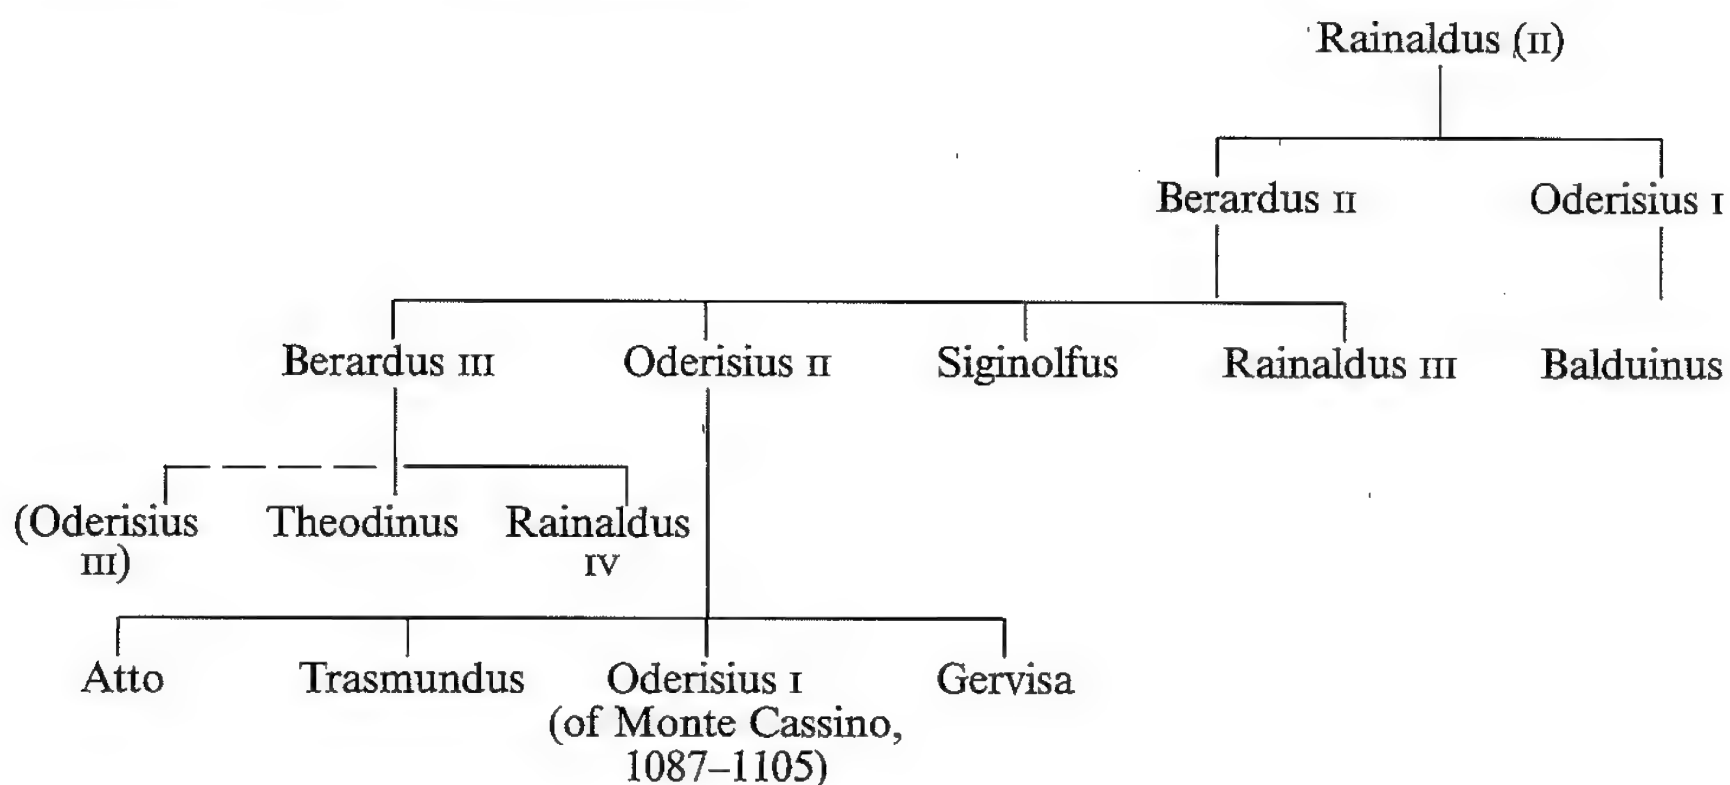 Rainaldus (II)
Berardus II Oderisius I
Berardus III Oderisius II Siginolfus Rainaldus III Balduinus
(Oderisius III) Theodinus Rainaldus IV
Atto Trasmundus Oderisius I Gervisa
(of Monte Cassino,
1087–1105)